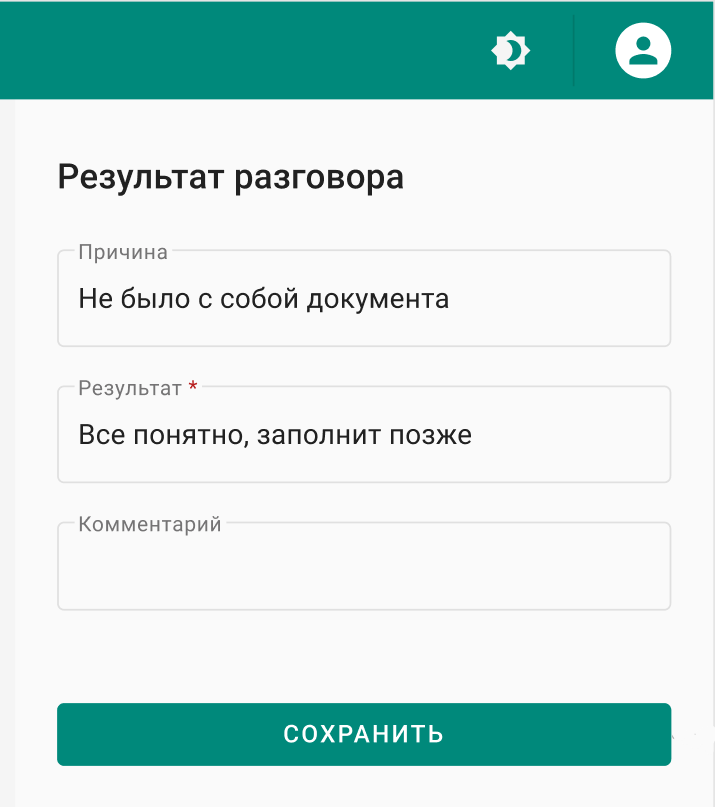 Результат разговора
Причина
Не было с собой документа
Результат *
Все понятно, заполнит позже
Комментарий
СОХРАНИТЬ